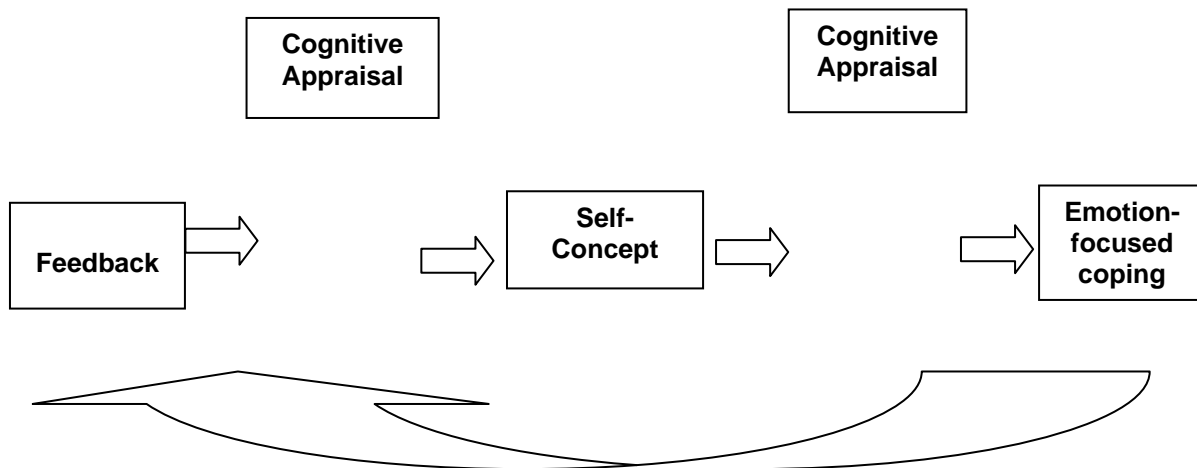 Cognitive
Appraisal
Cognitive
Appraisal
Feedback
Self-
Concept
Emotion-
focused
coping